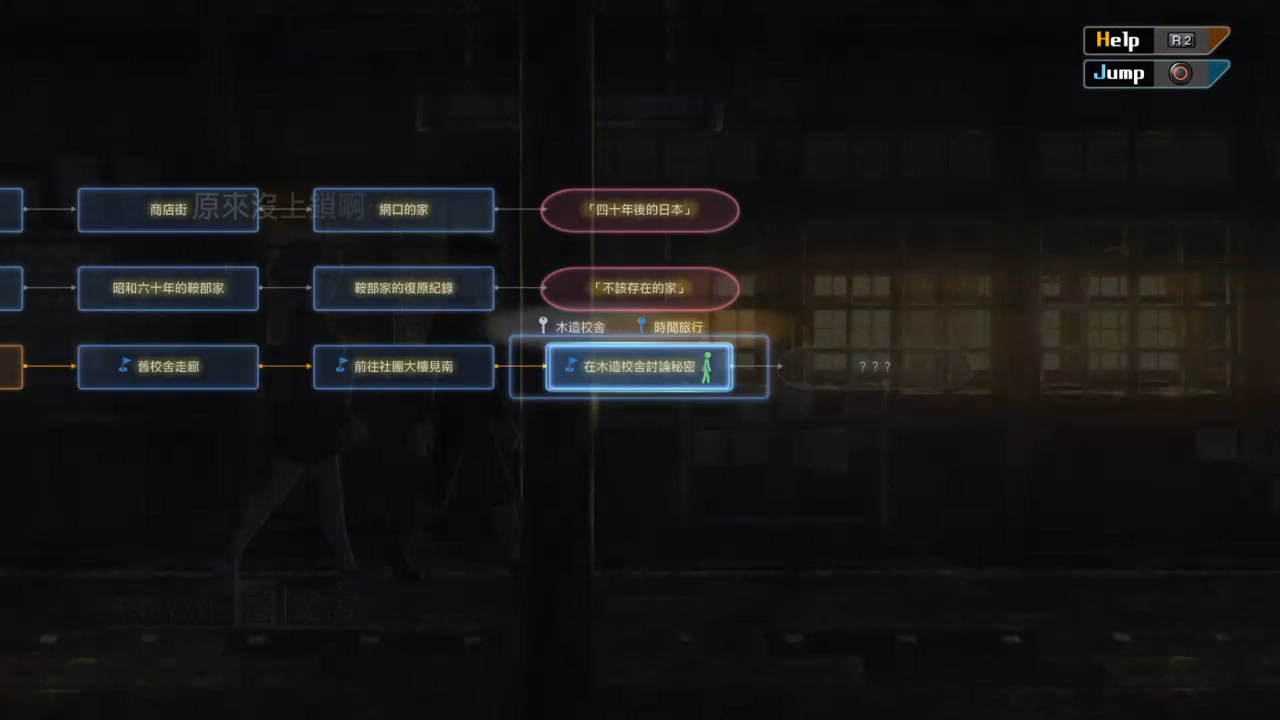 Help R2
Jump
原來沒上鎖啊
商店街 網口的家 「四十年後的日本」
昭和六十年的鞍部家 鞍部家的復原紀錄 「不該存在的家」
木造校舍 時間旅行
舊校舍走廊 前往社團大樓見南 在木造校舍討論秘密 ? ? ?